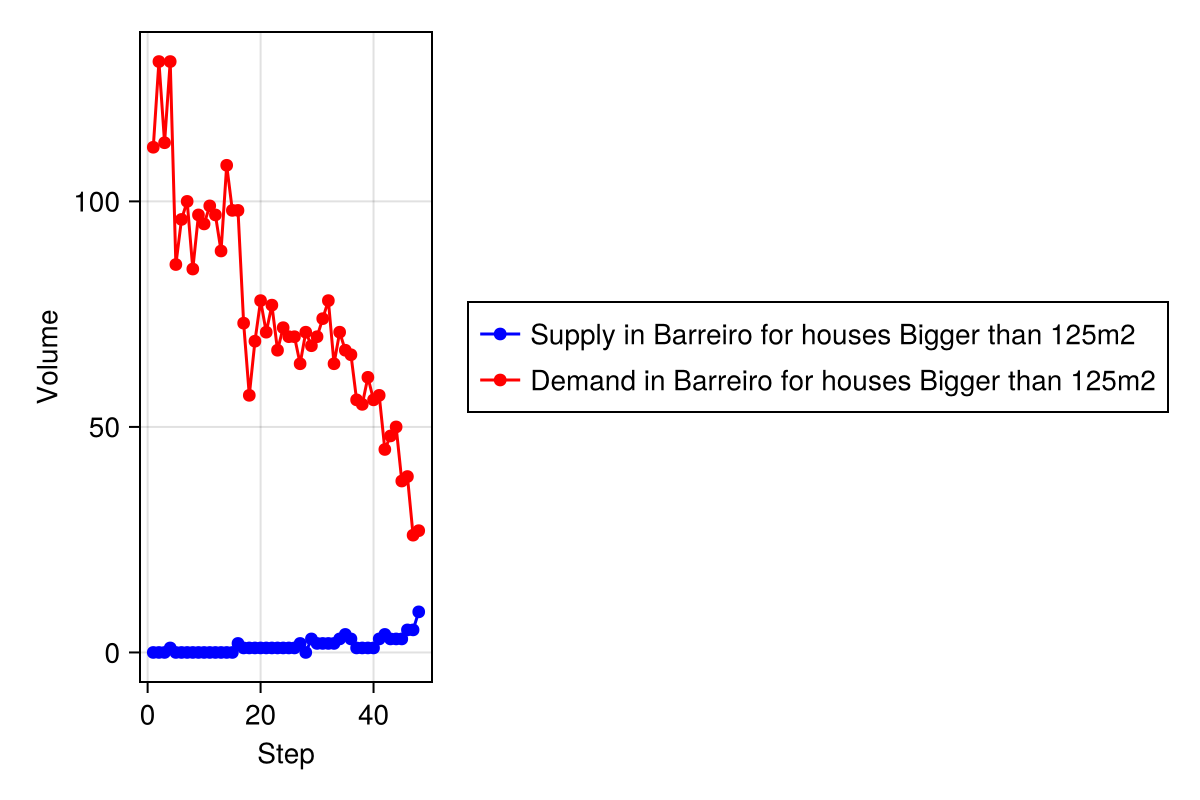 Volume
100
50
0
0 20 40
Step
Supply in Barreiro for houses Bigger than 125m2
Demand in Barreiro for houses Bigger than 125m2